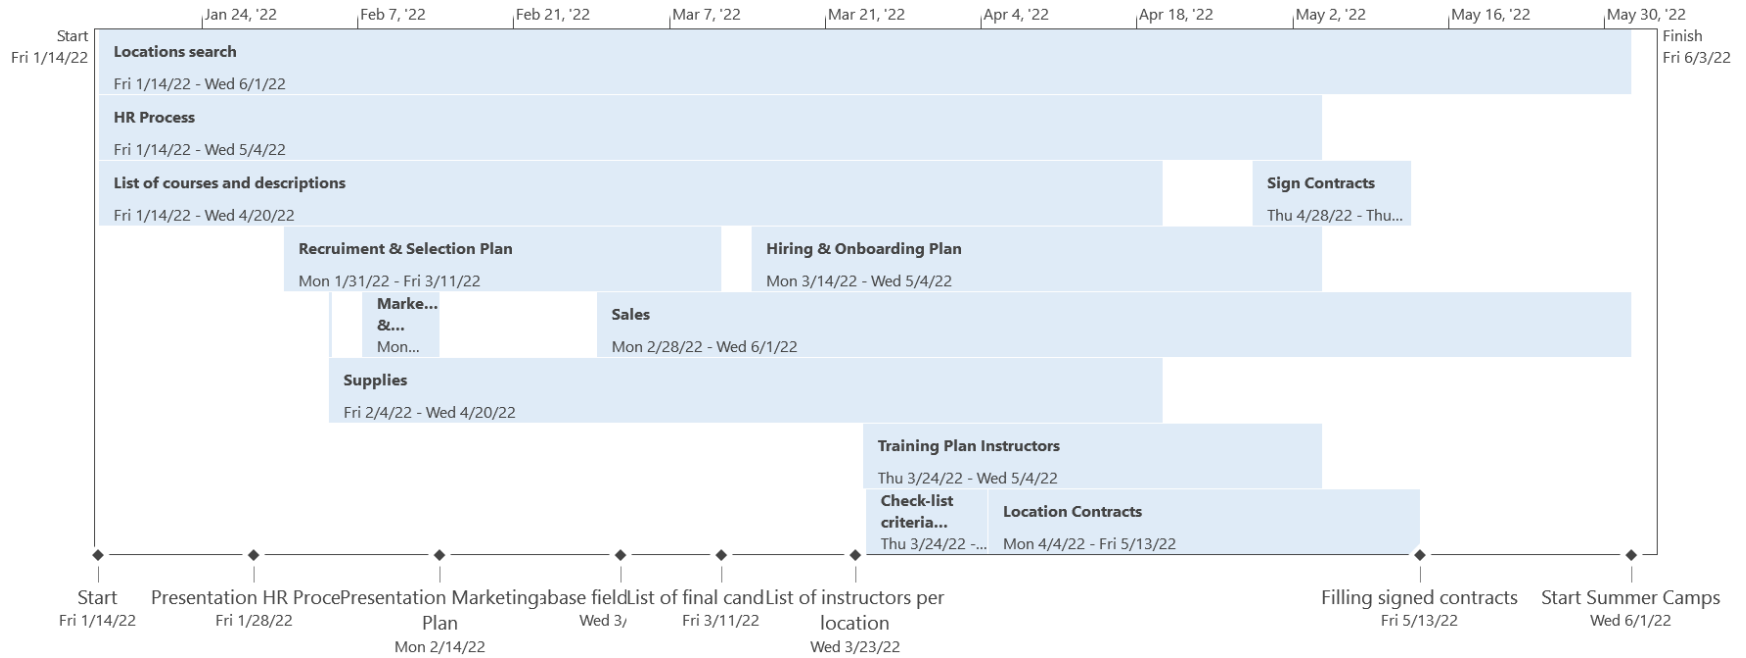 Jan 24, '22
Feb 7, '22
Feb 21, '22
Mar 7, '22
Mar 21, '22
Apr 4, '22
Apr 18, '22
May 2, '22
May 16, '22
May 30, '22
Start
Fri 1/14/22
Finish
Fri 6/3/22
Locations search
Fri 1/14/22 - Wed 6/1/22
HR Process
Fri 1/14/22 - Wed 5/4/22
List of courses and descriptions
Fri 1/14/22 - Wed 4/20/22
Sign Contracts
Thu 4/28/22 - Thu...
Recruiment & Selection Plan
Mon 1/31/22 - Fri 3/11/22
Hiring & Onboarding Plan
Mon 3/14/22 - Wed 5/4/22
Marke...
&...
Mon...
Sales
Mon 2/28/22 - Wed 6/1/22
Supplies
Fri 2/4/22 - Wed 4/20/22
Training Plan Instructors
Thu 3/24/22 - Wed 5/4/22
Check-list
criteria...
Thu 3/24/22 -...
Location Contracts
Mon 4/4/22 - Fri 5/13/22
Start
Fri 1/14/22
Presentation HR Proce
Fri 1/28/22
Presentation Marketing
Plan
Mon 2/14/22
abase field
Wed 3/
List of final cand
Fri 3/11/22
List of instructors per
location
Wed 3/23/22
Filling signed contracts
Fri 5/13/22
Start Summer Camps
Wed 6/1/22